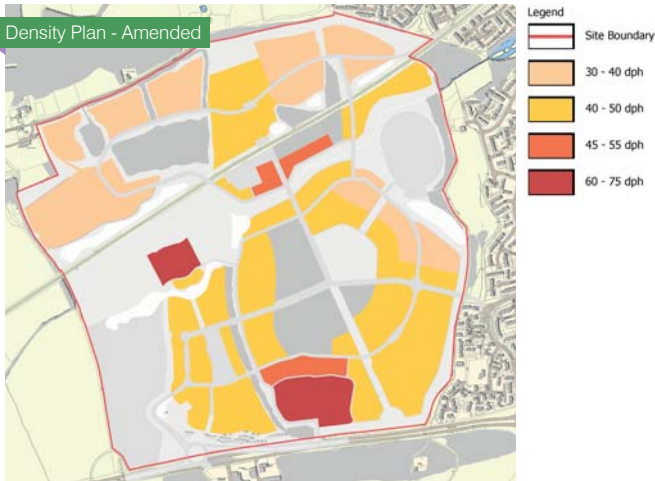 Density Plan - Amended
Legend
Site Boundary
30 - 40 dph
40 - 50 dph
45 - 55 dph
60 - 75 dph